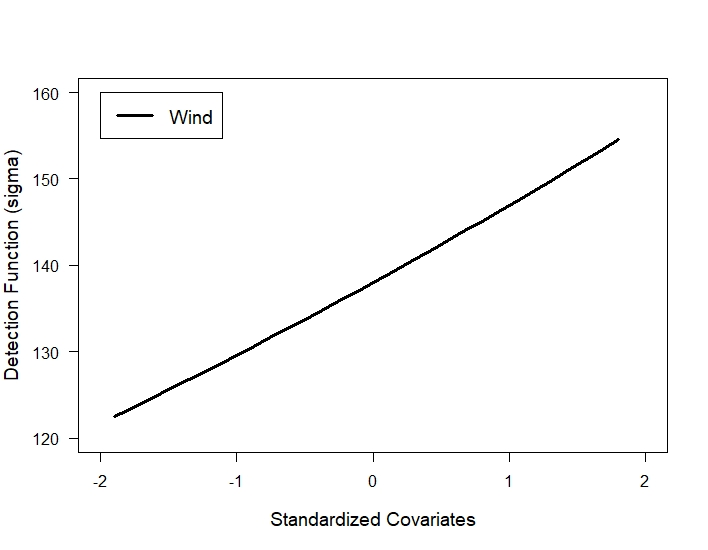 160
150
140
130
120
Detection Function (sigma)
Wind
-2 -1 0 1 2
Standardized Covariates